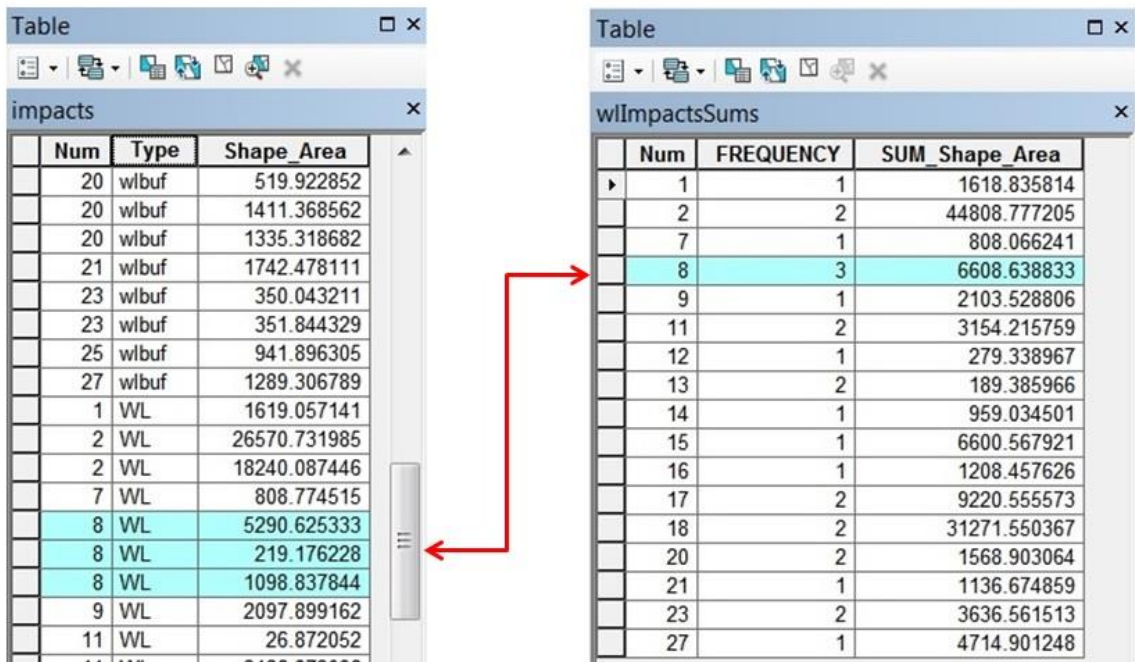 Table
impacts
Num Type Shape_Area
20 wlbuf 519.922852
20 wlbuf 1411.368562
20 wlbuf 1335.318682
21 wlbuf 1742.478111
23 wlbuf 350.043211
23 wlbuf 351.844329
25 wlbuf 941.896305
27 wlbuf 1289.306789
1 WL 1619.057141
2 WL 26570.731985
2 WL 18240.087446
7 WL 808.774515
8 WL 5290.625333
8 WL 219.176228
8 WL 1098.837844
9 WL 2097.899162
11 WL 26.872052
Table
wlImpactsSums
Num FREQUENCY SUM_Shape_Area
1 1 1618.835814
2 2 44808.777205
7 1 808.066241
8 3 6608.638833
9 1 2103.528806
11 2 3154.215759
12 1 279.338967
13 2 189.385966
14 1 959.034501
15 1 6600.567921
16 1 1208.457626
17 2 9220.555573
18 2 31271.550367
20 2 1568.903064
21 1 1136.674859
23 2 3636.561513
27 1 4714.901248